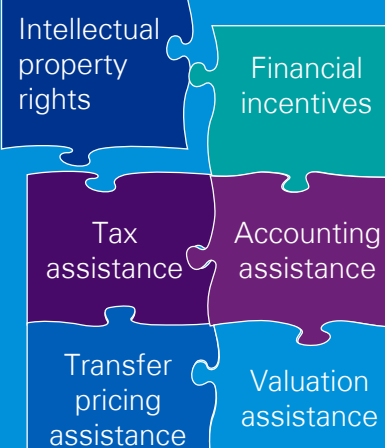 Intellectual
property
rights
Financial
incentives
Tax
assistance
Accounting
assistance
Transfer
pricing
assistance
Valuation
assistance